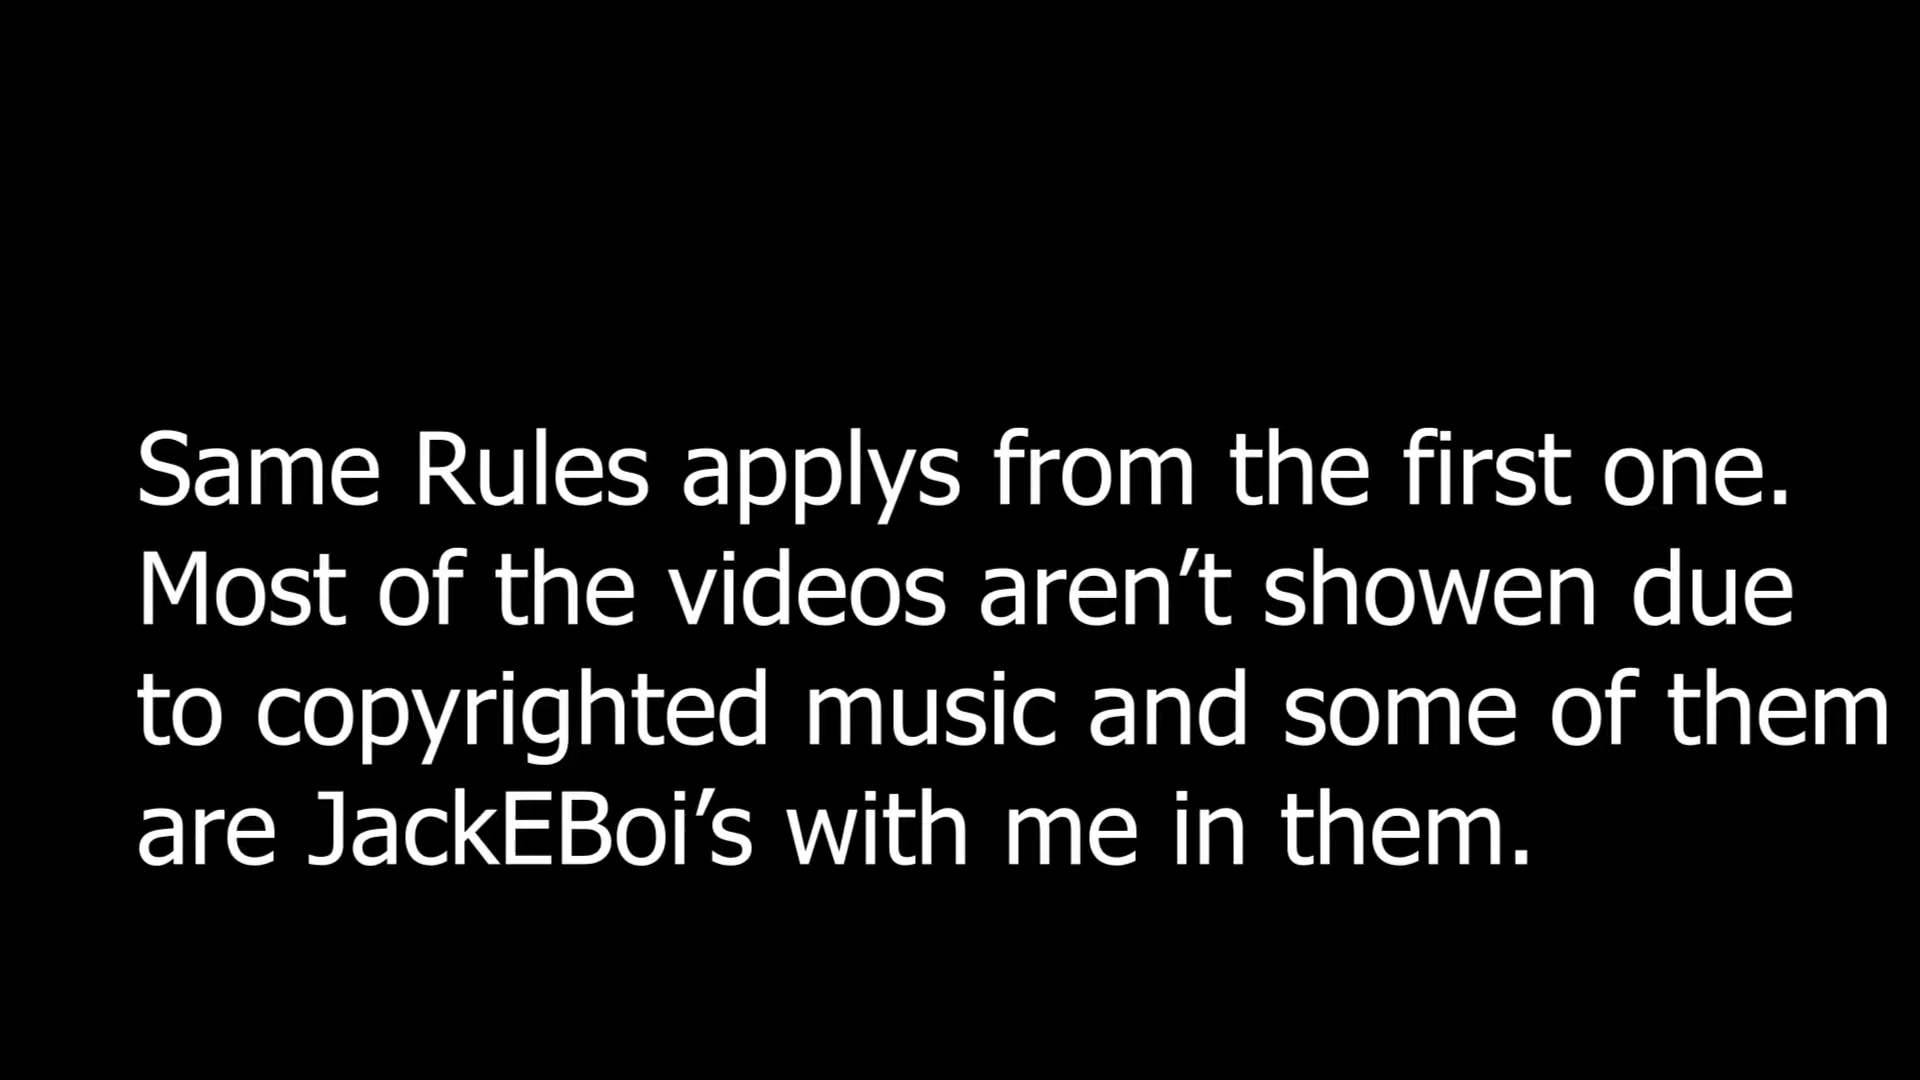 Same Rules applys from the first one.
Most of the videos aren’t showen due
to copyrighted music and some of them
are JackEBoi’s with me in them.